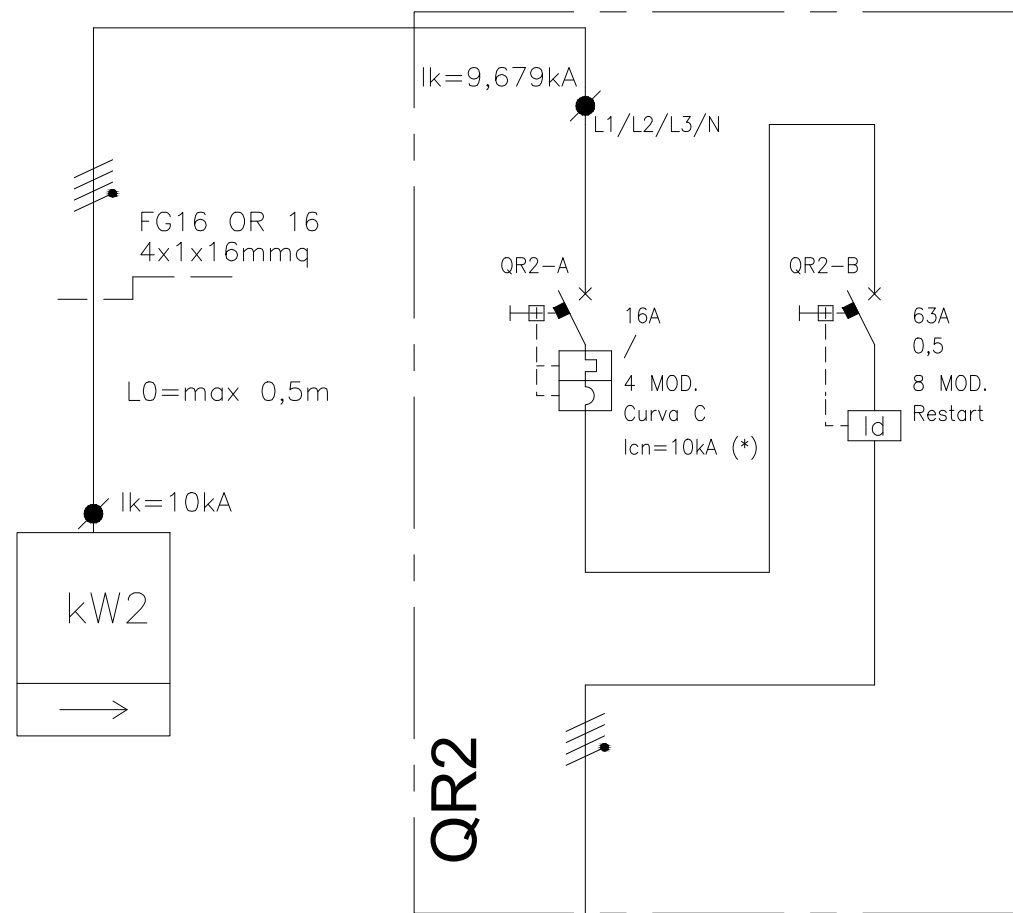 Ik=9,679kA
L1/L2/L3/N
FG16 OR 16
4x1x16mmq
QR2-A
16A
4 MOD.
Curva C
Icn=10kA (*)
QR2-B
63A
0,5
8 MOD.
Restart
Id
L0=max 0,5m
Ik=10kA
kW2
QR2